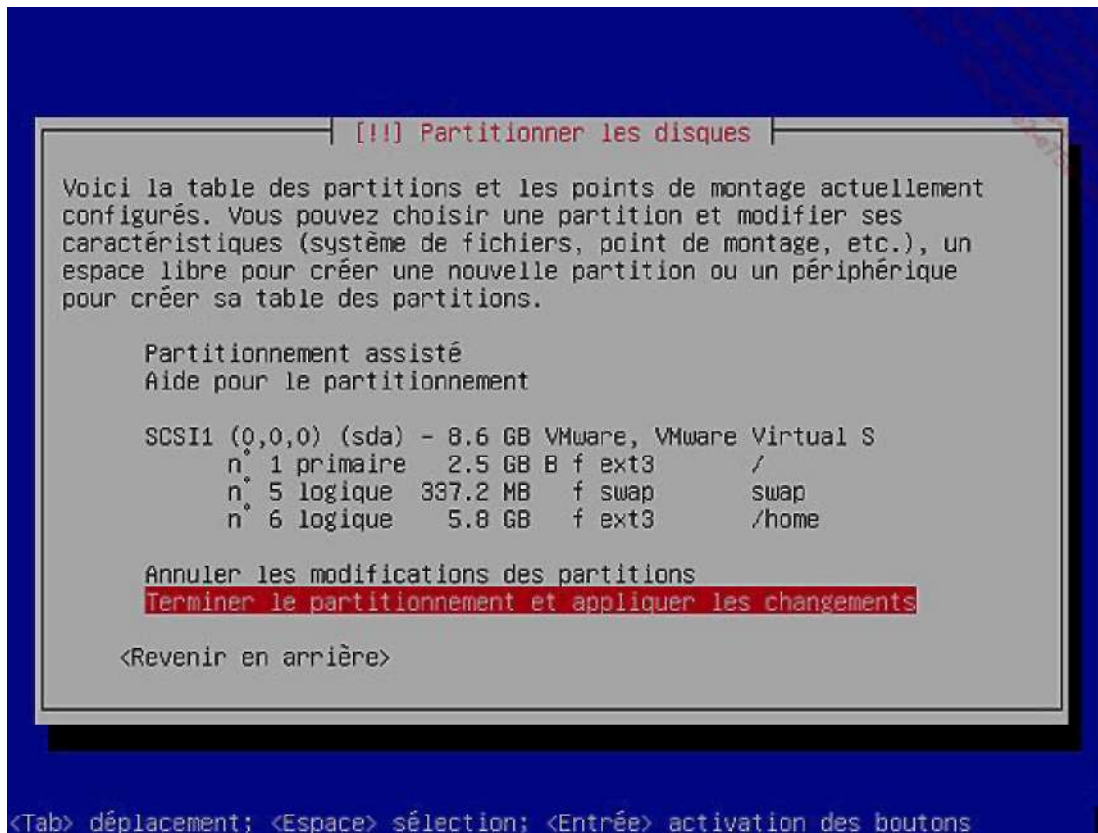 [!!] Partitionner les disques
Voici la table des partitions et les points de montage actuellement
configurés. Vous pouvez choisir une partition et modifier ses
caractéristiques (système de fichiers, point de montage, etc.), un
espace libre pour créer une nouvelle partition ou un périphérique
pour créer sa table des partitions.
Partitionnement assisté
Aide pour le partitionnement
SCSI1 (0,0,0) (sda) - 8.6 GB VMware, VMware Virtual S
n° 1 primaire 2.5 GB B f ext3 /
n° 5 logique 337.2 MB f swap swap
n° 6 logique 5.8 GB f ext3 /home
Annuler les modifications des partitions
Terminer le partitionnement et appliquer les changements
<Revenir en arrière>
<Tab> déplacement; <Espace> sélection; <Entrée> activation des boutons